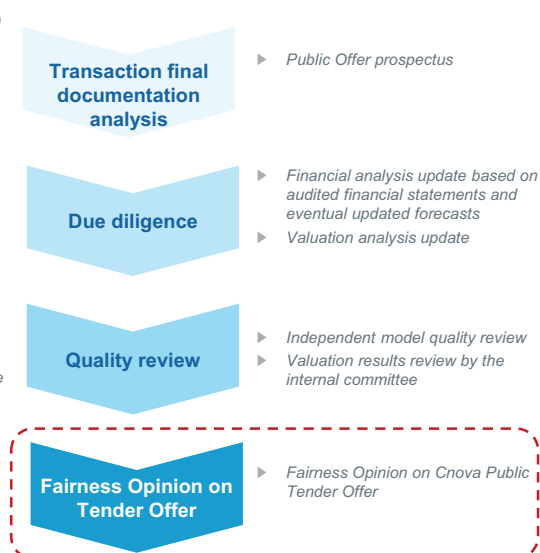 Transaction final
documentation
analysis
Public Offer prospectus
Due diligence
Financial analysis update based on
audited financial statements and
eventual updated forecasts
Valuation analysis update
Quality review
Independent model quality review
Valuation results review by the
internal committee
Fairness Opinion on
Tender Offer
Fairness Opinion on Cnova Public
Tender Offer